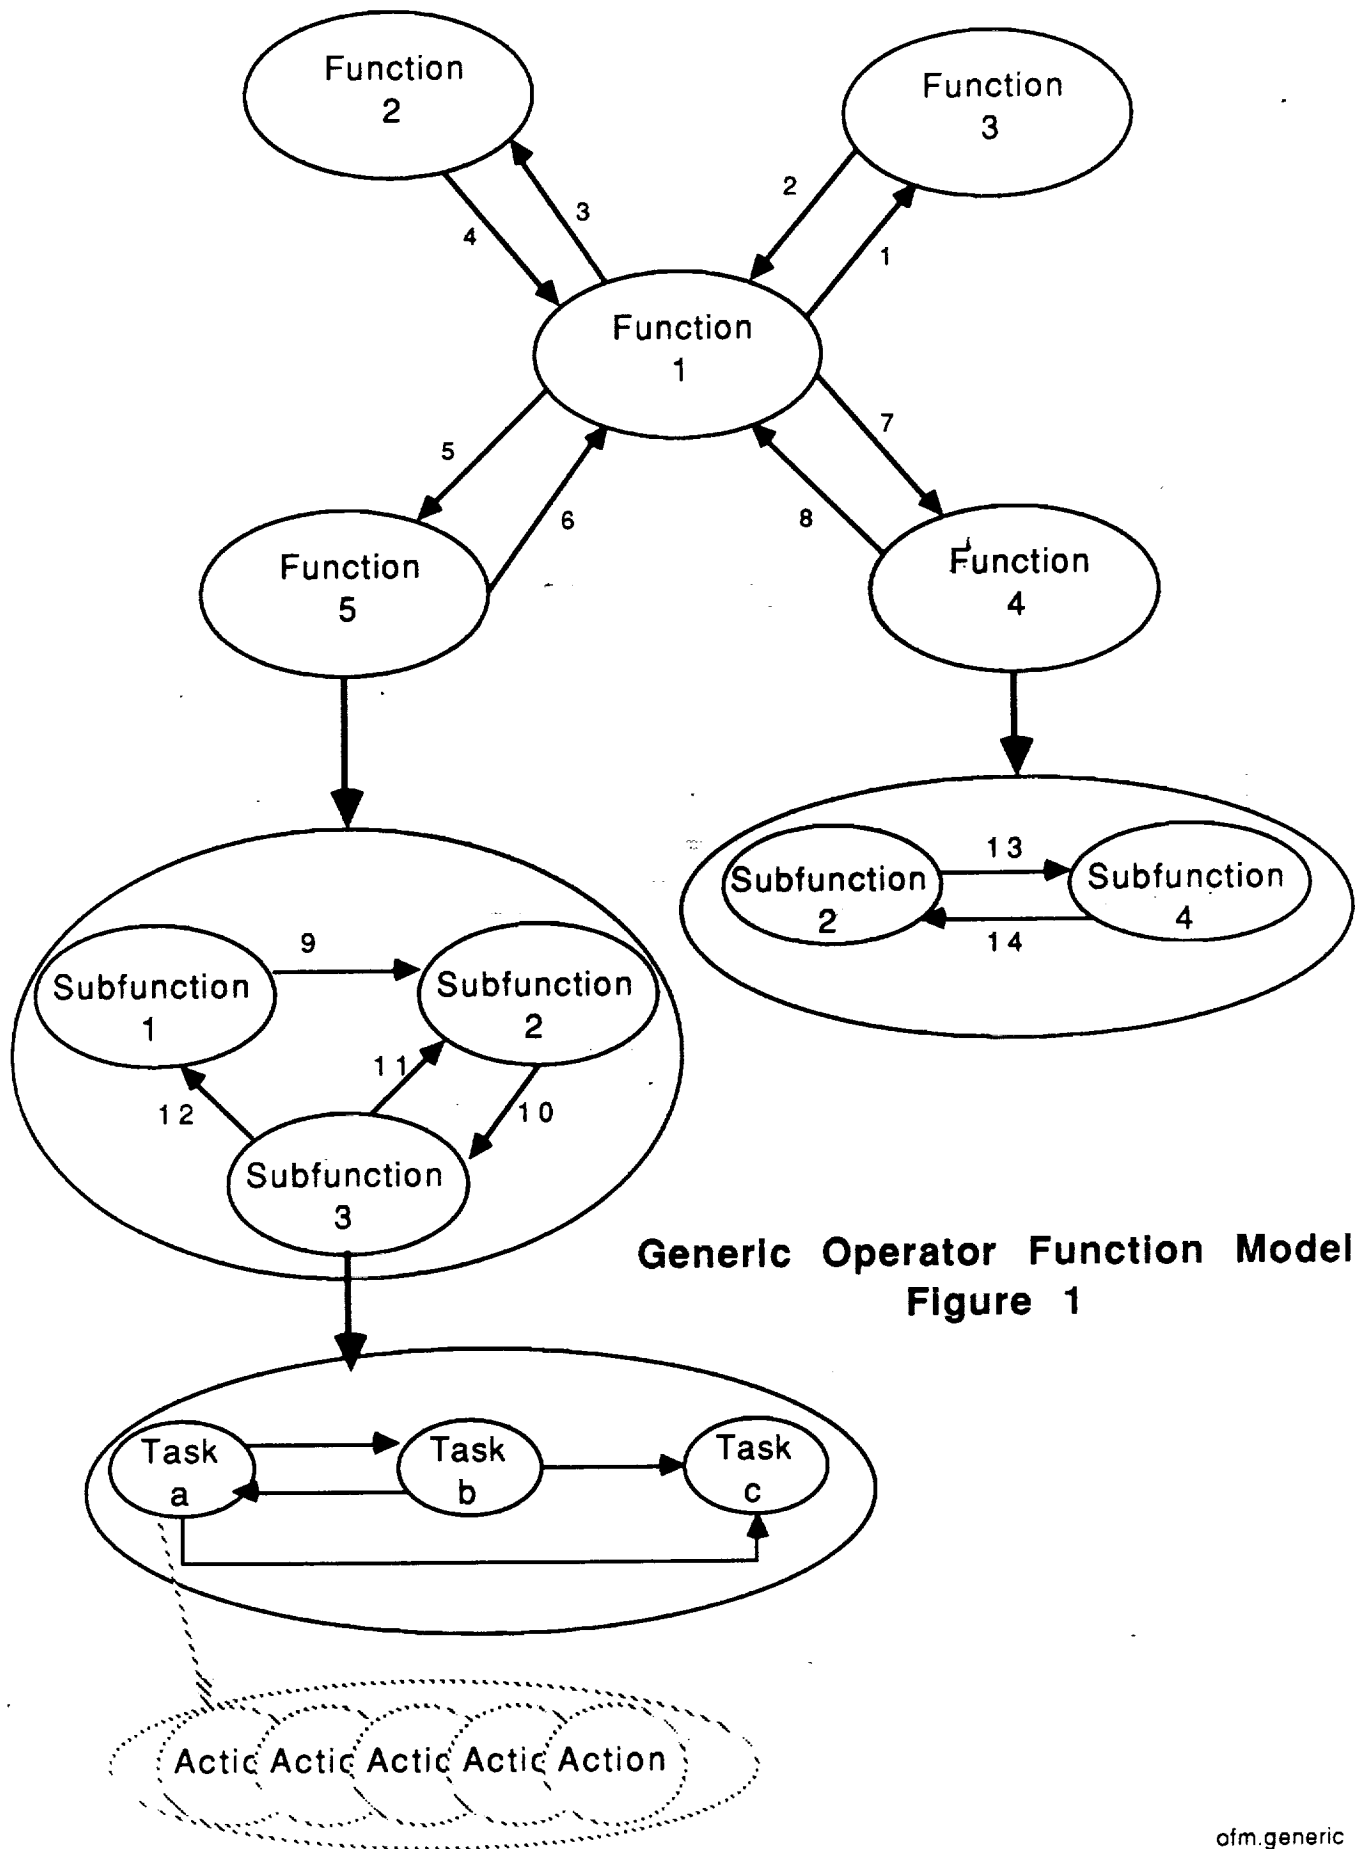 Function
2
Function
3
2
3
4
1
Function
1
7
5
8
6
Function
5
Function
4
13
Subfunction
2
Subfunction
4
14
9
Subfunction
1
Subfunction
2
11
12
10
Subfunction
3
Generic Operator Function Model
Figure 1
Task
a
Task
b
Task
c
Actic Actic Actic Actic Action
ofm.generic